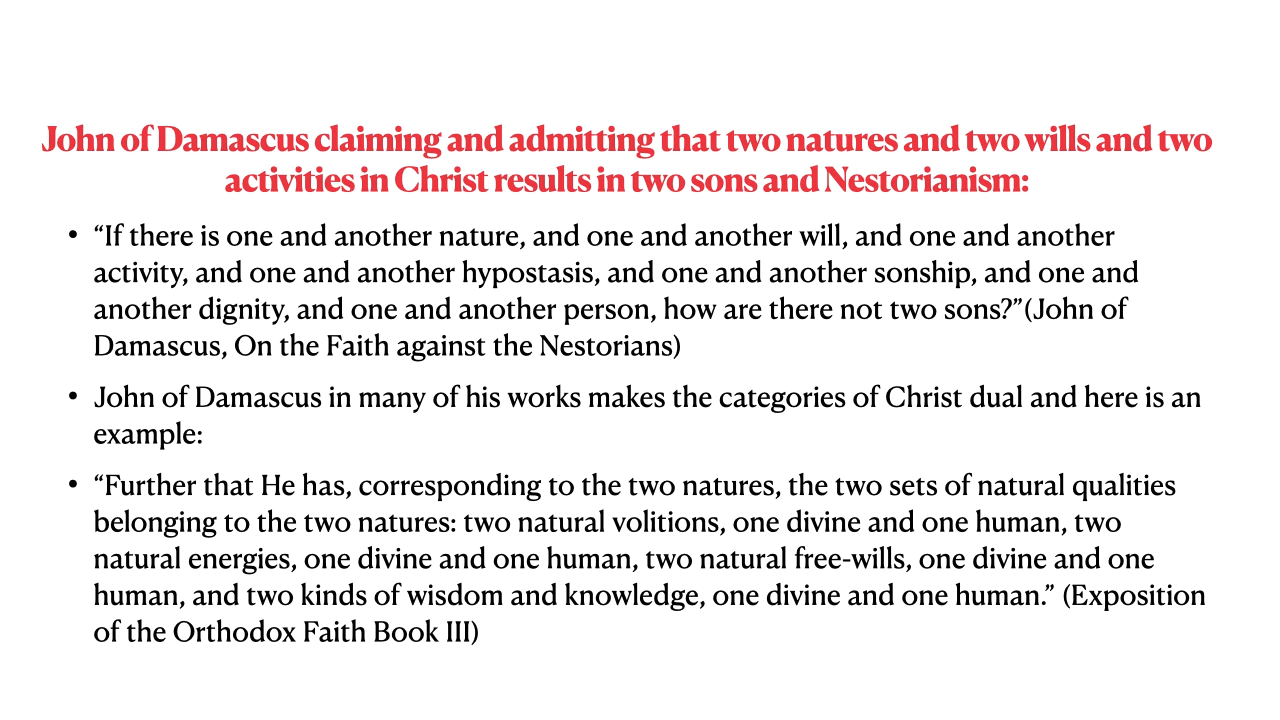 John of Damascus claiming and admitting that two natures and two wills and two
activities in Christ results in two sons and Nestorianism:
• “If there is one and another nature, and one and another will, and one and another
activity, and one and another hypostasis, and one and another sonship, and one and
another dignity, and one and another person, how are there not two sons?”(John of
Damascus, On the Faith against the Nestorians)
• John of Damascus in many of his works makes the categories of Christ dual and here is an
example:
• “Further that He has, corresponding to the two natures, the two sets of natural qualities
belonging to the two natures: two natural volitions, one divine and one human, two
natural energies, one divine and one human, two natural free-wills, one divine and one
human, and two kinds of wisdom and knowledge, one divine and one human.” (Exposition
of the Orthodox Faith Book III)